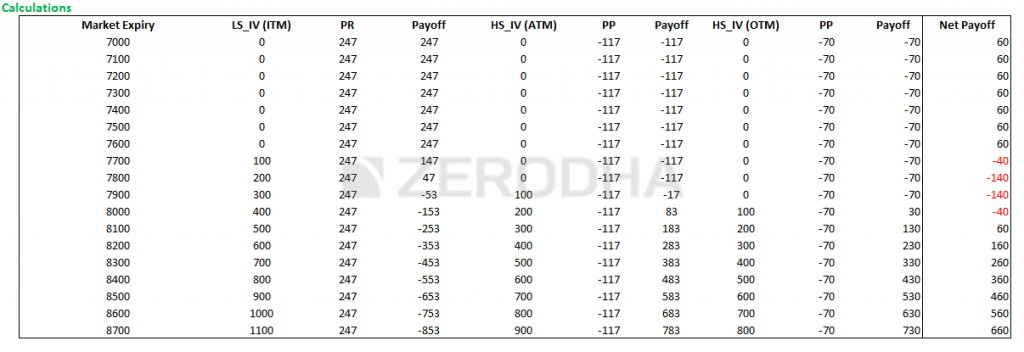 Calculations
Market Expiry LS_IV (ITM) PR Payoff HS_IV (ATM) PP Payoff HS_IV (OTM) PP Payoff Net Payoff
7000 0 247 247 0 -117 -117 0 -70 -70 60
7100 0 247 247 0 -117 -117 0 -70 -70 60
7200 0 247 247 0 -117 -117 0 -70 -70 60
7300 0 247 247 0 -117 -117 0 -70 -70 60
7400 0 247 247 0 -117 -117 0 -70 -70 60
7500 0 247 247 0 -117 -117 0 -70 -70 60
7600 0 247 247 0 -117 -117 0 -70 -70 60
7700 100 247 147 0 -117 -117 0 -70 -70 -40
7800 200 247 47 0 -117 -117 0 -70 -70 -140
ZERODHA
7900 300 247 -53 100 -117 -17 0 -70 -70 -140
8000 400 247 -153 200 -117 83 100 -70 30 -40
8100 500 247 -253 300 -117 183 200 -70 130 60
8200 600 247 -353 400 -117 283 300 -70 230 160
8300 700 247 -453 500 -117 383 400 -70 330 260
8400 800 247 -553 600 -117 483 500 -70 430 360
8500 900 247 -653 700 -117 583 600 -70 530 460
8600 1000 247 -753 800 -117 683 700 -70 630 560
8700 1100 247 -853 900 -117 783 800 -70 730 660